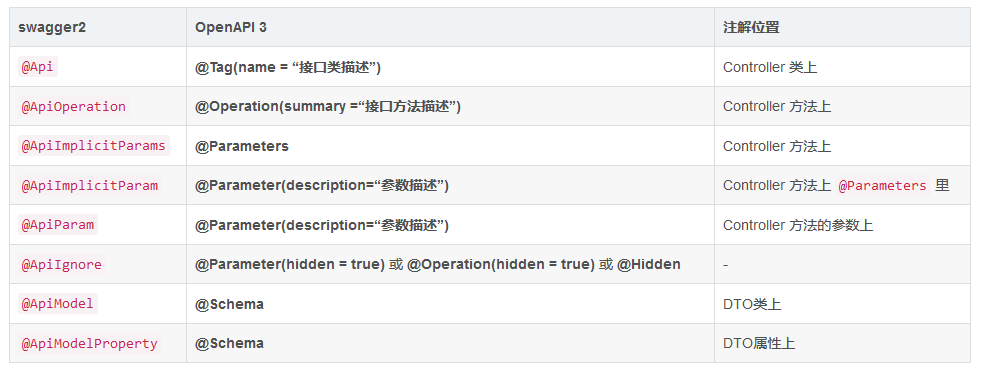 swagger2 OpenAPI 3 注解位置
@Api @Tag(name = “接口类描述”) Controller 类上
@ApiOperation @Operation(summary =“接口方法描述”) Controller 方法上
@ApiImplicitParams @Parameters Controller 方法上
@ApiImplicitParam @Parameter(description=“参数描述”) Controller 方法上 @Parameters 里
@ApiParam @Parameter(description=“参数描述”) Controller 方法的参数上
@ApiIgnore @Parameter(hidden = true) 或 @Operation(hidden = true) 或 @Hidden -
@ApiModel @Schema DTO类上
@ApiModelProperty @Schema DTO属性上